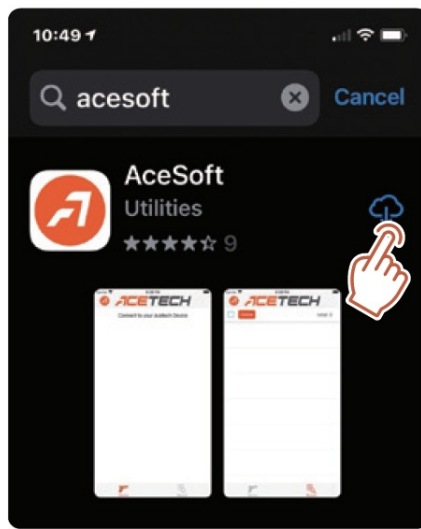 10:49
acesoft
Cancel
AceSoft
Utilities
9
ACETECH
Connect to your Acetech Device
ACETECH